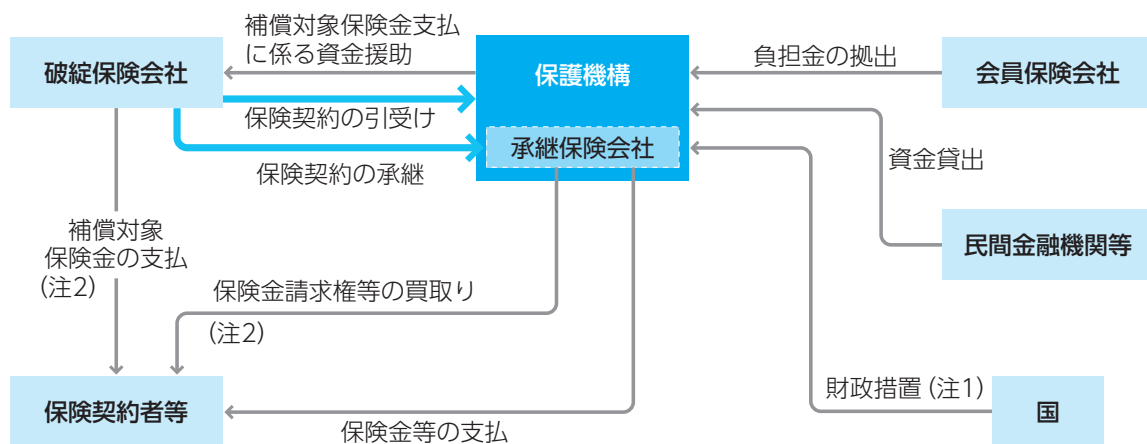 補償対象保険金支払
に係る資金援助
破綻保険会社
保護機構
負担金の拠出
会員保険会社
保険契約の引受け
承継保険会社
保険契約の承継
資金貸出
補償対象
保険金の支払
(注2)
民間金融機関等
保険金請求権等の買取り
(注2)
財政措置(注1)
保険契約者等
国
保険金等の支払